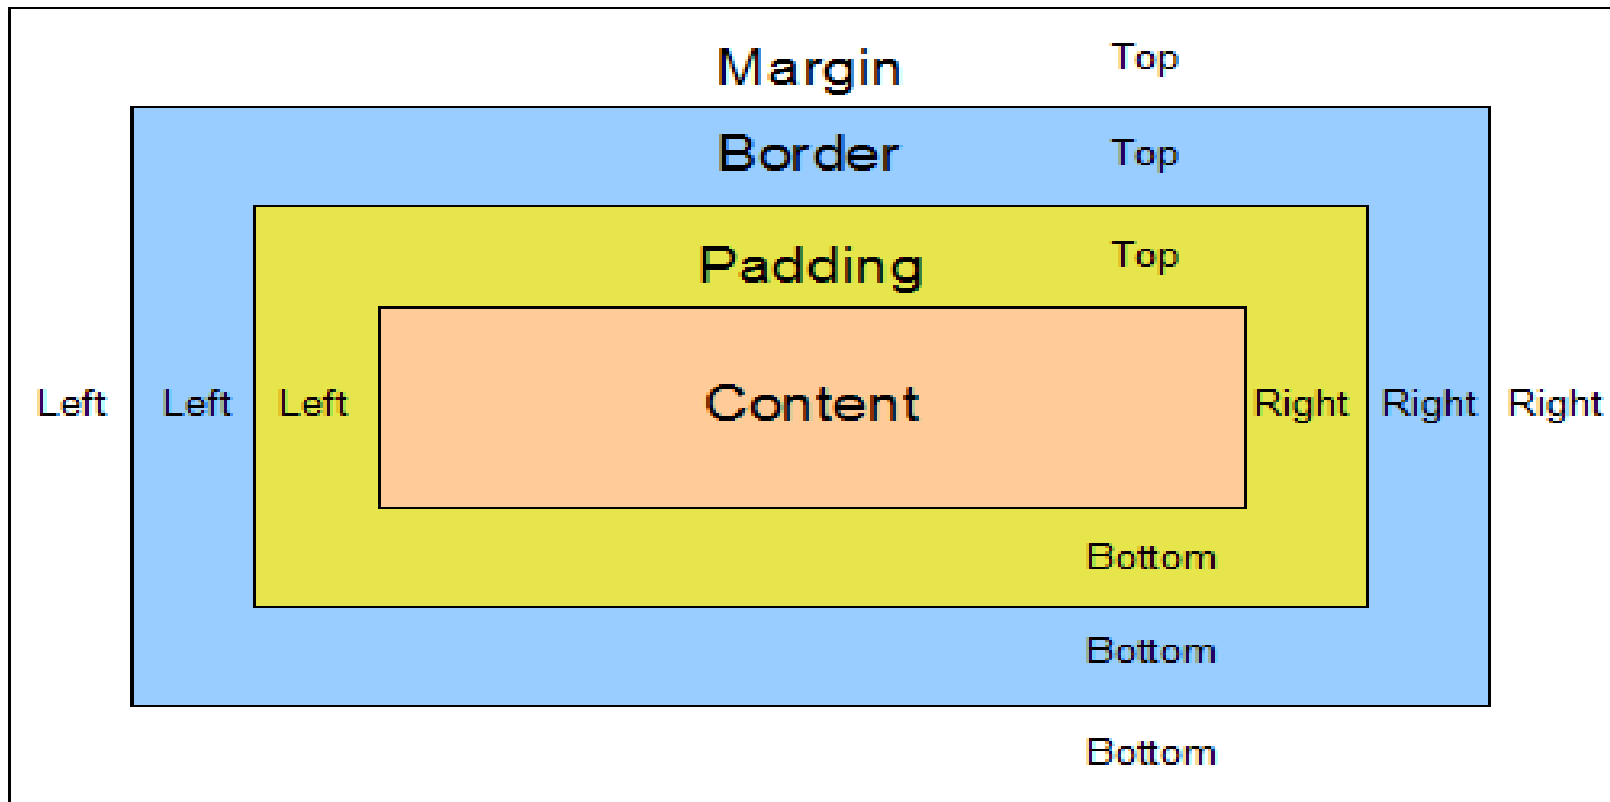 Margin Top
Border Top
Padding Top
Left Left Left Content Right Right Right
Bottom
Bottom
Bottom